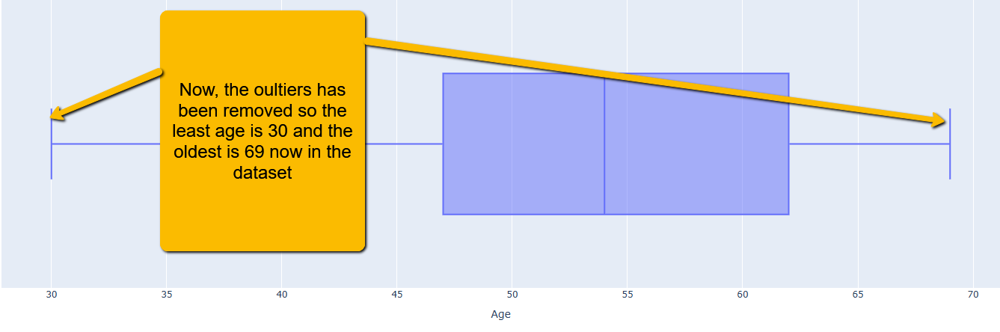 Now, the oultiers has
been removed so the
least age is 30 and the
oldest is 69 now in the
dataset
30 35 40 45 50 55 60 65 70
Age